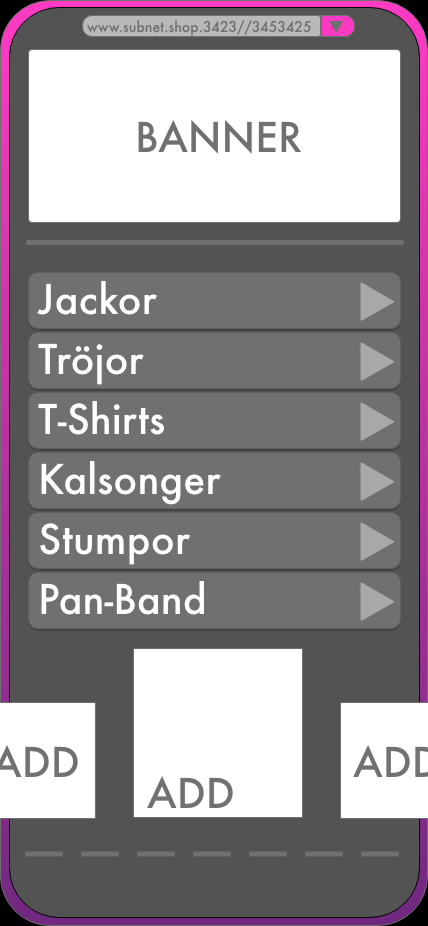 www.subnet.shop.3423//3453425
BANNER
Jackor
Tröjor
T-Shirts
Kalsonger
Stumpor
Pan-Band
ADD
ADD
ADD